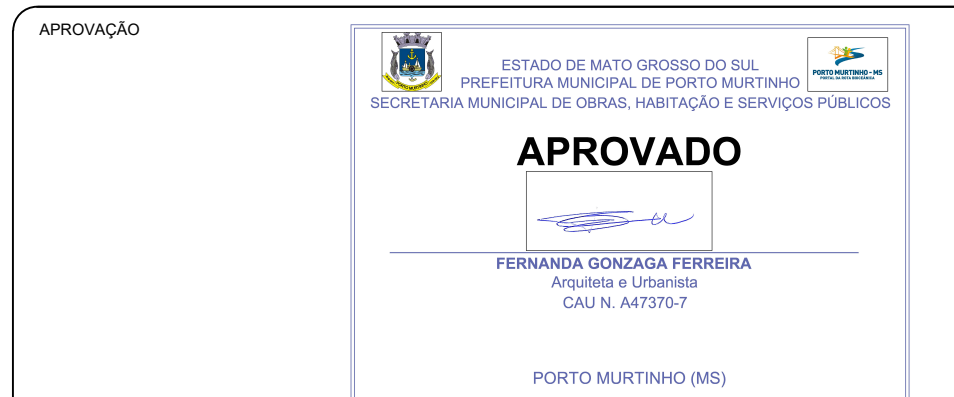 APROVAÇÃO
ESTADO DE MATO GROSSO DO SUL
PREFEITURA MUNICIPAL DE PORTO MURTINHO
PORTO MURTINHO - MS
SECRETARIA MUNICIPAL DE OBRAS, HABITAÇÃO E SERVIÇOS PÚBLICOS
APROVADO
FERNANDA GONZAGA FERREIRA
Arquiteta e Urbanista
CAU N. A47370-7
PORTO MURTINHO (MS)